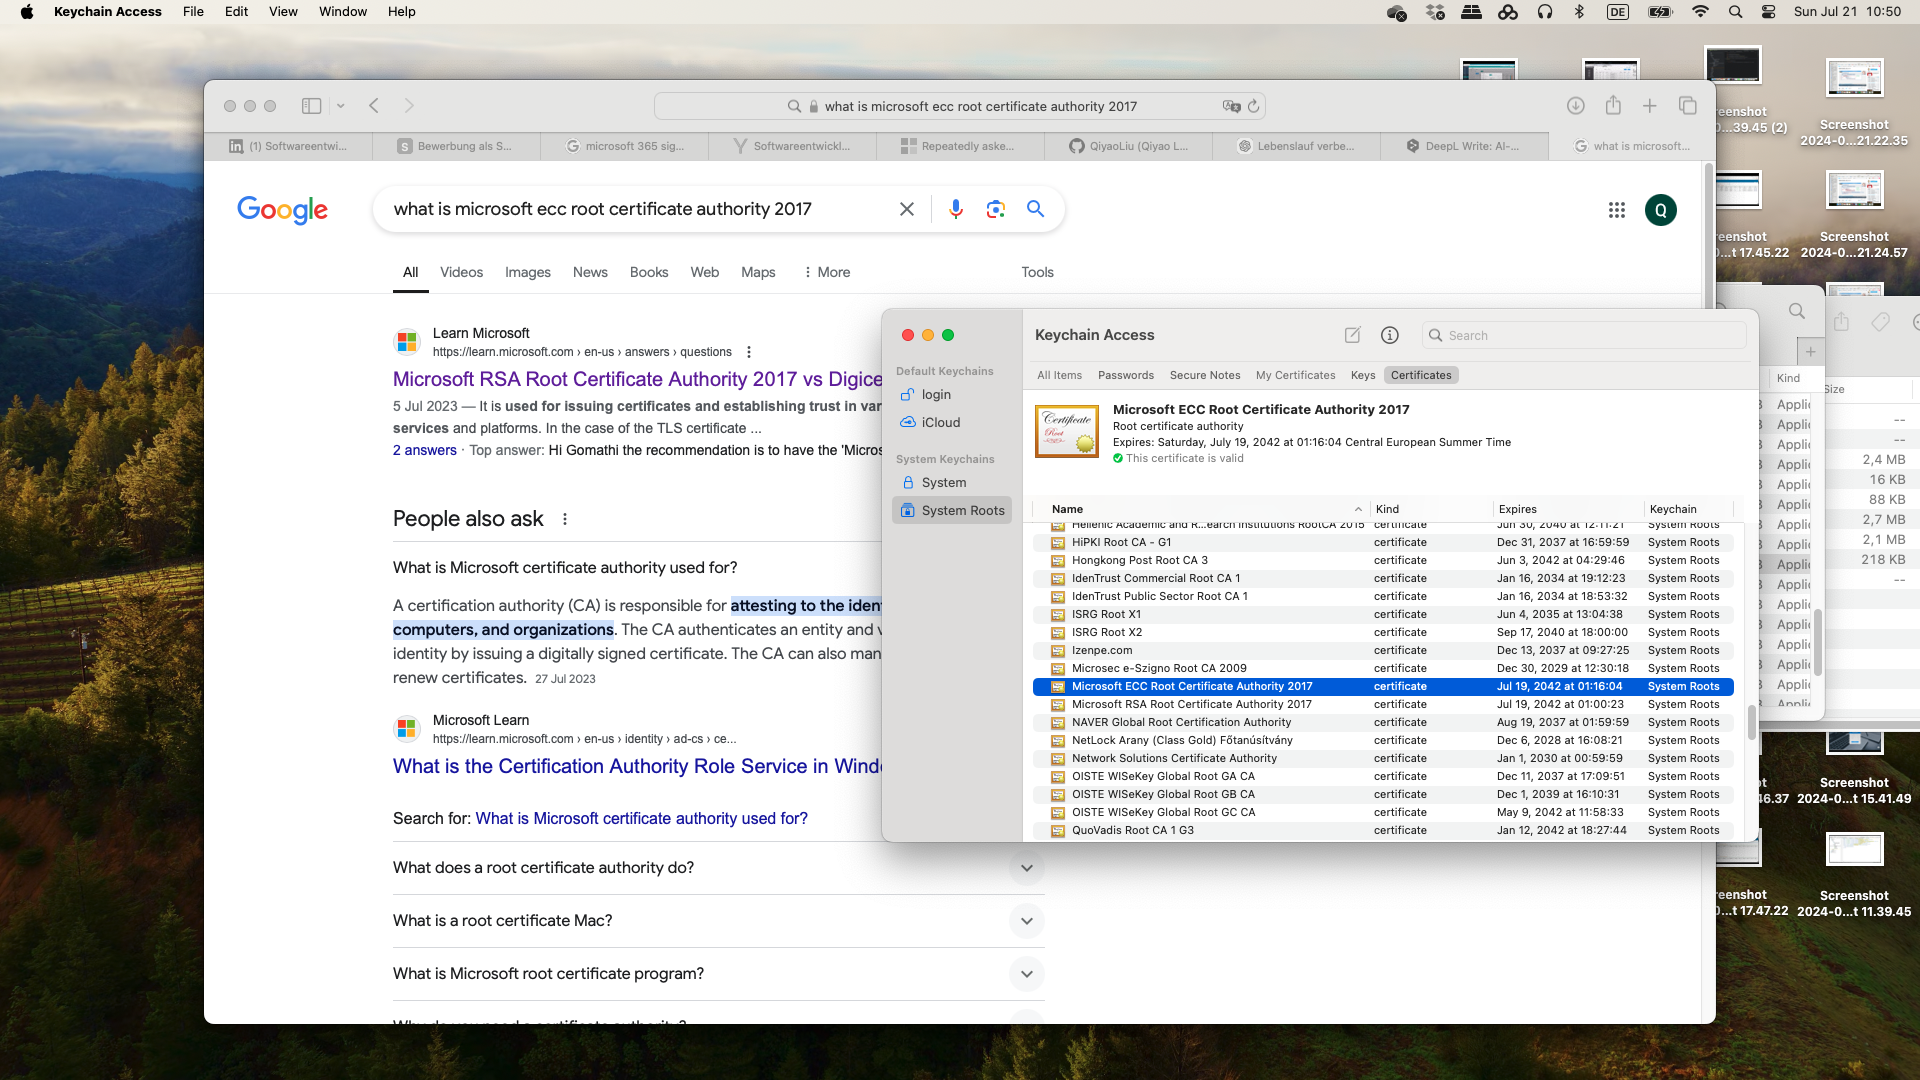 Keychain Access File Edit View Window Help
DE
Sun Jul 21 10:50
what is microsoft ecc root certificate authority 2017
(1) Softwareentwi...
Bewerbung als S...
microsoft 365 sig...
Softwareentwickl...
Repeatedly aske...
QiyaoLiu (Qiyao L...
Lebenslauf verbe...
DeepL Write: AI-...
what is microsoft...
Google
what is microsoft ecc root certificate authority 2017
Q
All Videos Images News Books Web Maps More Tools
Learn Microsoft
https://learn.microsoft.com › en-us › answers › questions
Microsoft RSA Root Certificate Authority 2017 vs Digice
5 Jul 2023 — It is used for issuing certificates and establishing trust in var
services and platforms. In the case of the TLS certificate ...
2 answers · Top answer: Hi Gomathi the recommendation is to have the 'Micros
People also ask
What is Microsoft certificate authority used for?
A certification authority (CA) is responsible for attesting to the iden
computers, and organizations. The CA authenticates an entity and v
identity by issuing a digitally signed certificate. The CA can also man
renew certificates. 27 Jul 2023
Microsoft Learn
https://learn.microsoft.com › en-us › identity › ad-cs › ce...
What is the Certification Authority Role Service in Wind
Search for: What is Microsoft certificate authority used for?
What does a root certificate authority do?
What is a root certificate Mac?
What is Microsoft root certificate program?
Keychain Access
Search
Default Keychains
login
iCloud
System Keychains
System
System Roots
All Items Passwords Secure Notes My Certificates Keys Certificates
Certificate
Root
Microsoft ECC Root Certificate Authority 2017
Root certificate authority
Expires: Saturday, July 19, 2042 at 01:16:04 Central European Summer Time
This certificate is valid
Name Kind Expires Keychain
Hellenic Academic and R...earch Institutions RootCA 2015 certificate Jun 30, 2040 at 12:11:21 System Roots
HiPKI Root CA - G1 certificate Dec 31, 2037 at 16:59:59 System Roots
Hongkong Post Root CA 3 certificate Jun 3, 2042 at 04:29:46 System Roots
IdenTrust Commercial Root CA 1 certificate Jan 16, 2034 at 19:12:23 System Roots
IdenTrust Public Sector Root CA 1 certificate Jan 16, 2034 at 18:53:32 System Roots
ISRG Root X1 certificate Jun 4, 2035 at 13:04:38 System Roots
ISRG Root X2 certificate Sep 17, 2040 at 18:00:00 System Roots
Izenpe.com certificate Dec 13, 2037 at 09:27:25 System Roots
Microsec e-Szigno Root CA 2009 certificate Dec 30, 2029 at 12:30:18 System Roots
Microsoft ECC Root Certificate Authority 2017 certificate Jul 19, 2042 at 01:16:04 System Roots
Microsoft RSA Root Certificate Authority 2017 certificate Jul 19, 2042 at 01:00:23 System Roots
NAVER Global Root Certification Authority certificate Aug 19, 2037 at 01:59:59 System Roots
NetLock Arany (Class Gold) Főtanúsítvány certificate Dec 6, 2028 at 16:08:21 System Roots
Network Solutions Certificate Authority certificate Jan 1, 2030 at 00:59:59 System Roots
OISTE WISeKey Global Root GA CA certificate Dec 11, 2037 at 17:09:51 System Roots
OISTE WISeKey Global Root GB CA certificate Dec 1, 2039 at 16:10:31 System Roots
OISTE WISeKey Global Root GC CA certificate May 9, 2042 at 11:58:33 System Roots
QuoVadis Root CA 1 G3 certificate Jan 12, 2042 at 18:27:44 System Roots
Kind
Size
--
--
2,4 MB
16 KB
88 KB
2,7 MB
2,1 MB
218 KB
--
reenshot
0...39.45 (2)
Screenshot
2024-0...21.22.35
reenshot
...t 17.45.22
Screenshot
2024-0...21.24.57
46.37
Screenshot
2024-0...t 15.41.49
0...t 17.47.22
Screenshot
2024-0...t 11.39.45